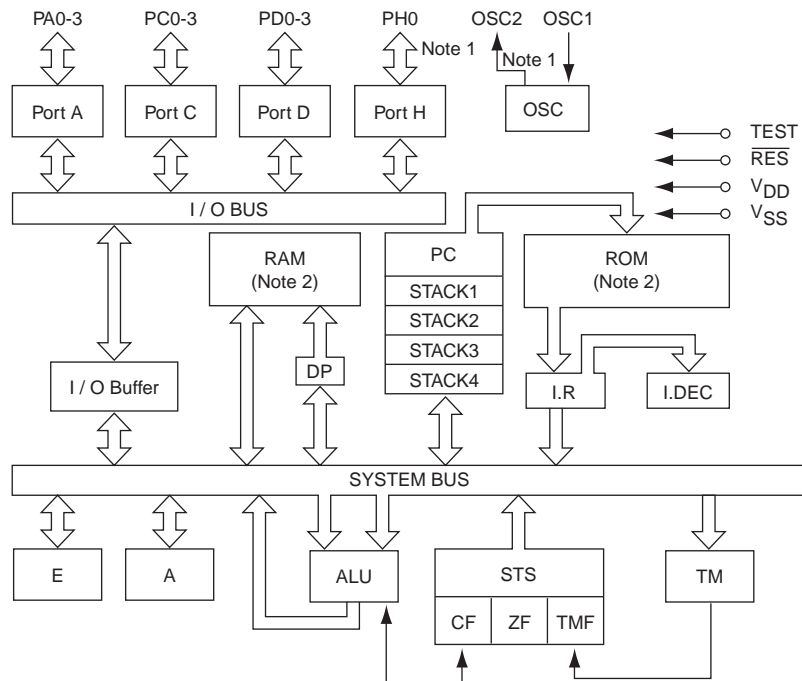 PA0-3 PC0-3 PD0-3 PH0 OSC2 OSC1
Note 1 Note 1
Port A Port C Port D Port H OSC
TEST
RES
VDD
VSS
I / O BUS
RAM
(Note 2)
PC
STACK1
STACK2
STACK3
STACK4
ROM
(Note 2)
I / O Buffer
DP
I.R
I.DEC
SYSTEM BUS
E A ALU STS TM
CF ZF TMF